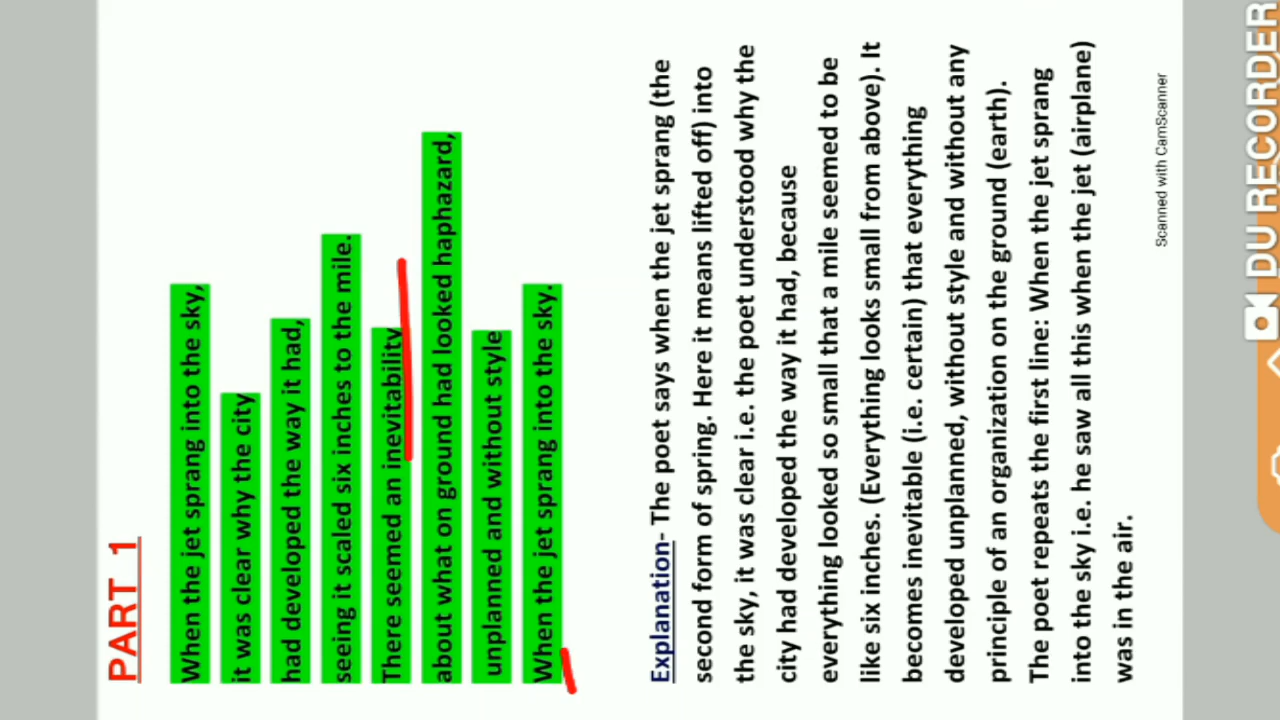 PART 1
When the jet sprang into the sky,
it was clear why the city
had developed the way it had,
seeing it scaled six inches to the mile.
There seemed an inevitability
about what on ground had looked haphazard,
unplanned and without style
When the jet sprang into the sky.
Explanation- The poet says when the jet sprang (the
second form of spring. Here it means lifted off) into
the sky, it was clear i.e. the poet understood why the
city had developed the way it had, because
everything looked so small that a mile seemed to be
like six inches. (Everything looks small from above). It
becomes inevitable (i.e. certain) that everything
developed unplanned, without style and without any
principle of an organization on the ground (earth).
The poet repeats the first line: When the jet sprang
into the sky i.e. he saw all this when the jet (airplane)
was in the air.
Scanned with CamScanner
DU RECORDER